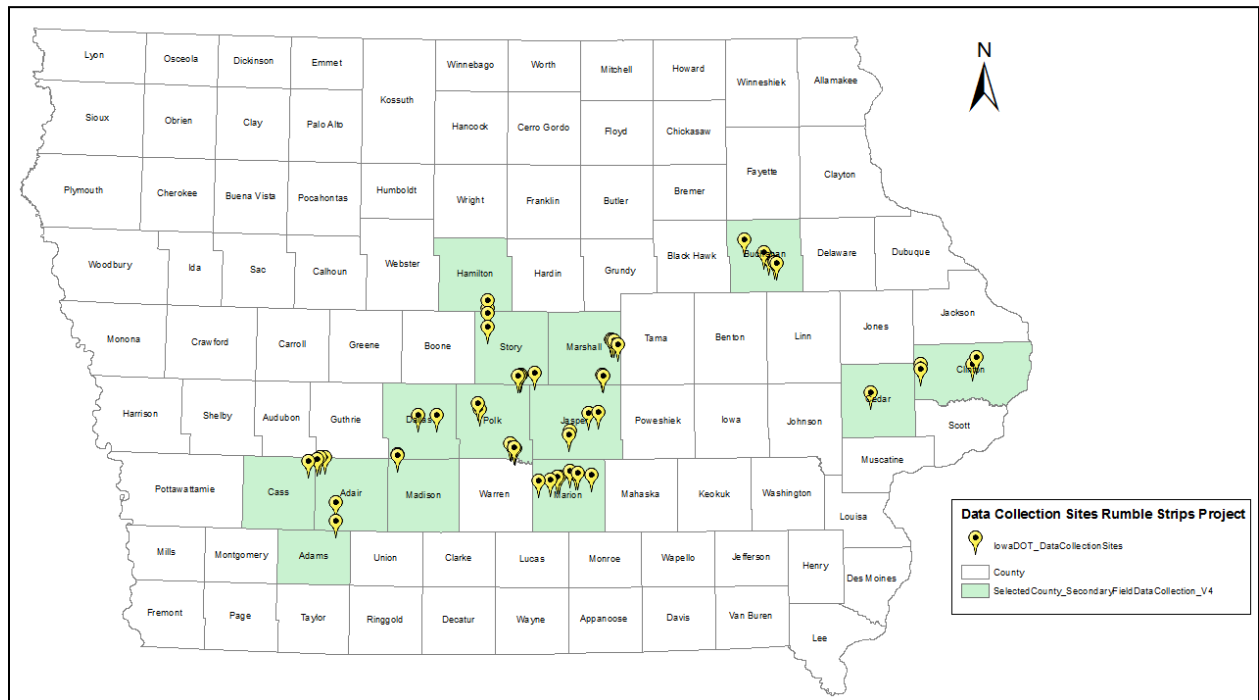 Lyon
Osceola
Dickinson
Emmet
Winnebago
Worth
Mitchell
Howard
Winneshiek
Allamakee
N
Kossuth
Sioux
Obrien
Clay
Palo Alto
Hancock
Cerro Gordo
Floyd
Chickasaw
Fayette
Clayton
Plymouth
Cherokee
Buena Vista
Pocahontas
Humboldt
Wright
Franklin
Butler
Bremer
Woodbury
Ida
Sac
Calhoun
Webster
Hamilton
Hardin
Grundy
Black Hawk
Buchanan
Delaware
Dubuque
Monona
Crawford
Carroll
Greene
Boone
Story
Marshall
Tama
Benton
Linn
Jones
Jackson
Clinton
Cedar
Harrison
Shelby
Audubon
Guthrie
Dallas
Polk
Jasper
Poweshiek
Iowa
Johnson
Scott
Muscatine
Pottawattamie
Cass
Adair
Madison
Warren
Marion
Mahaska
Keokuk
Washington
Louisa
Mills
Montgomery
Adams
Union
Clarke
Lucas
Monroe
Wapello
Jefferson
Henry
Des Moines
Fremont
Page
Taylor
Ringgold
Decatur
Wayne
Appanoose
Davis
Van Buren
Lee
Data Collection Sites Rumble Strips Project
IowaDOT_DataCollectionSites
County
SelectedCounty_SecondaryFieldDataCollection_V4